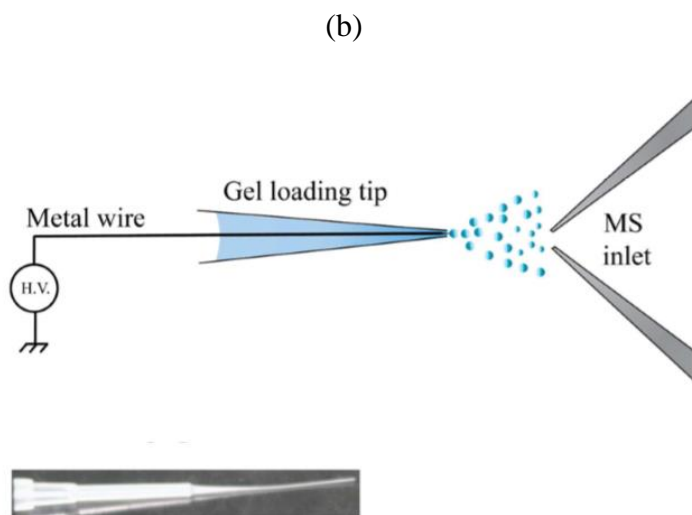 (b)
Gel loading tip
Metal wire
MS
inlet
H.V.